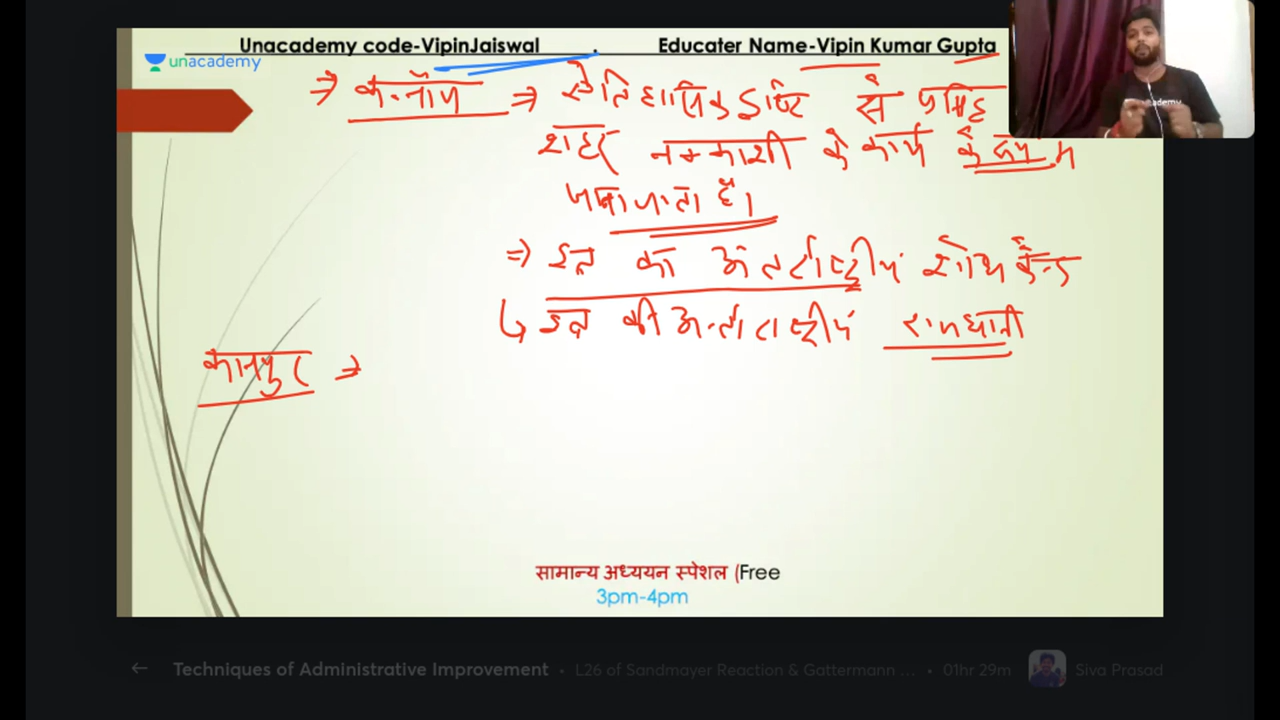 Unacademy code-VipinJaiswal . Educater Name-Vipin Kumar Gupta
unacademy
⇒ कन्नौज ⇒ ऐतिहासिक दृष्टि से प्रसिद्ध
शहर नक्काशी के कार्य के रूप में
जाना जाता है।
⇒ इत्र का अंतर्राष्ट्रीय शोध केन्द्र
↳ इत्र की अन्तर्राष्ट्रीय राजधानी
कानपुर ⇒
सामान्य अध्ययन स्पेशल (Free
3pm-4pm
← Techniques of Administrative Improvement • L26 of Sandmayer Reaction & Gattermann ... • 01hr 29m Siva Prasad